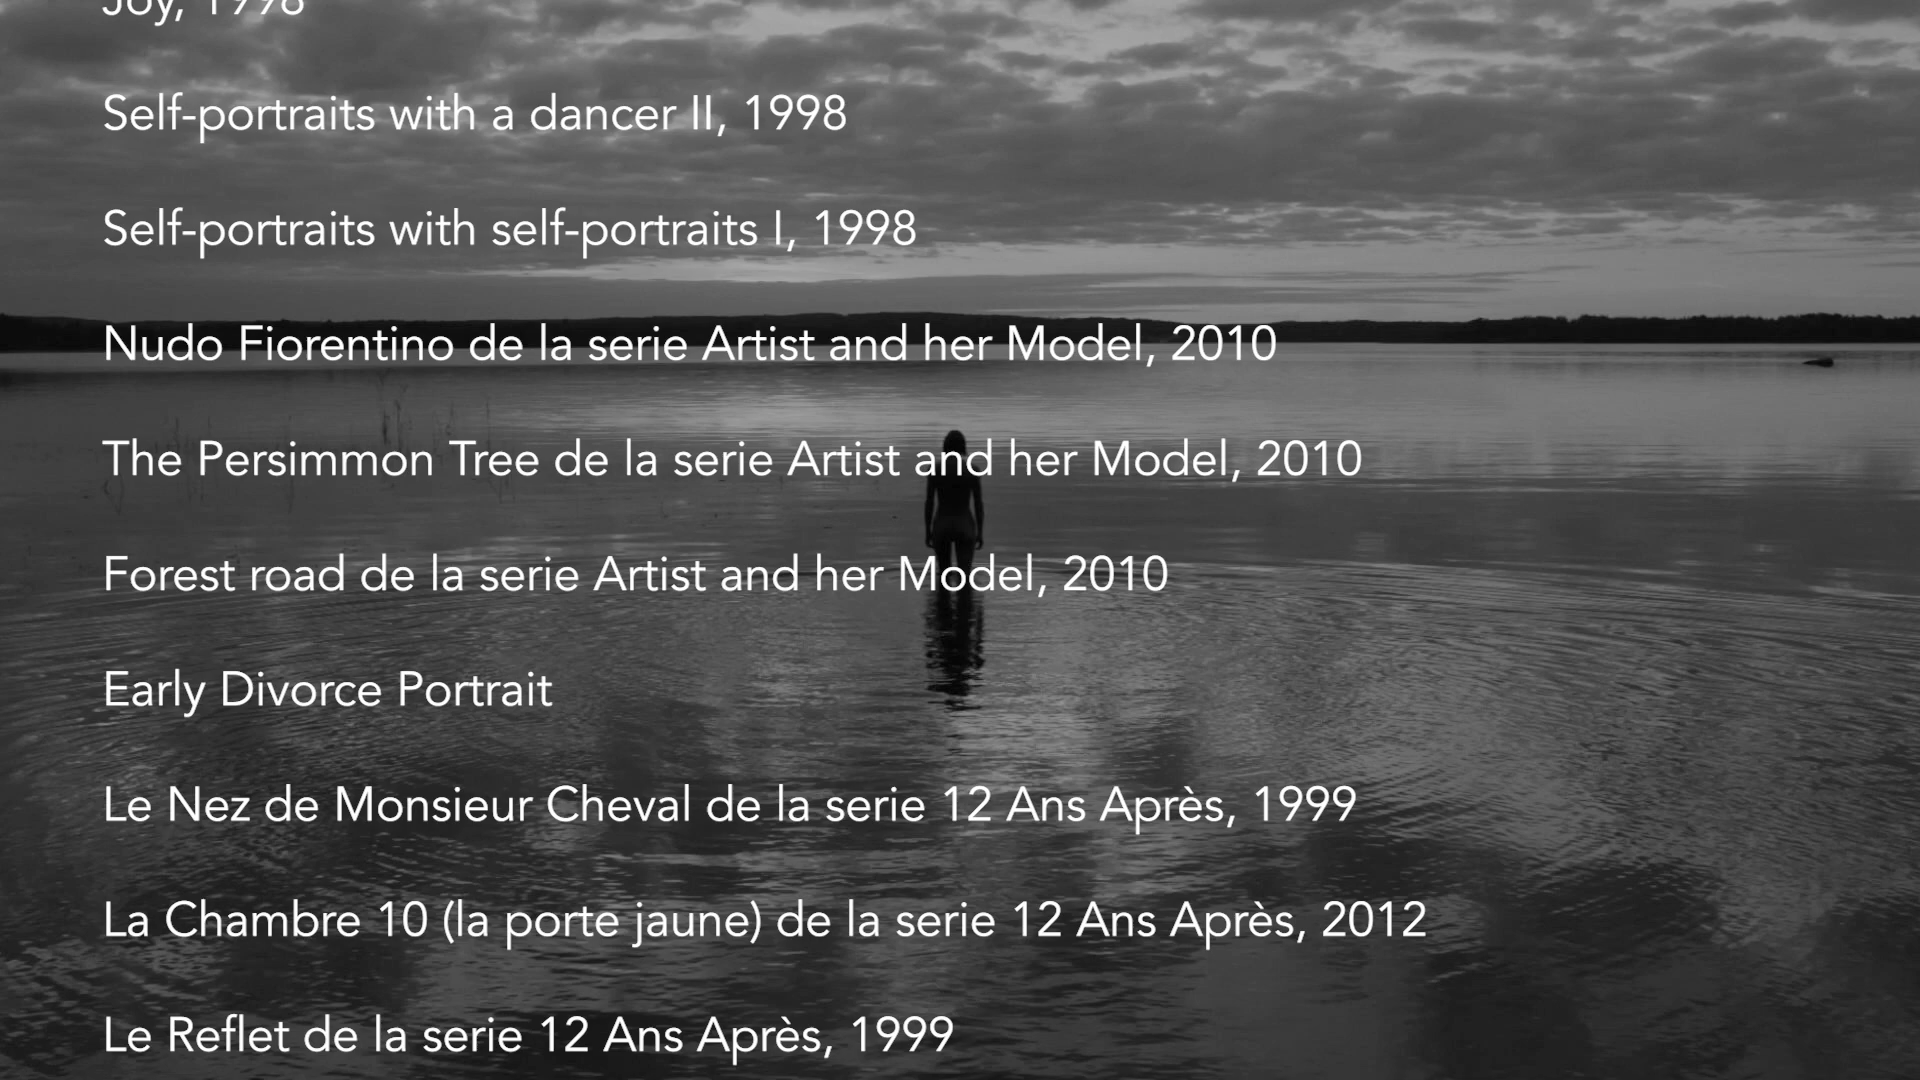 Joy, 1998
Self-portraits with a dancer II, 1998
Self-portraits with self-portraits I, 1998
Nudo Fiorentino de la serie Artist and her Model, 2010
The Persimmon Tree de la serie Artist and her Model, 2010
Forest road de la serie Artist and her Model, 2010
Early Divorce Portrait
Le Nez de Monsieur Cheval de la serie 12 Ans Après, 1999
La Chambre 10 (la porte jaune) de la serie 12 Ans Après, 2012
Le Reflet de la serie 12 Ans Après, 1999